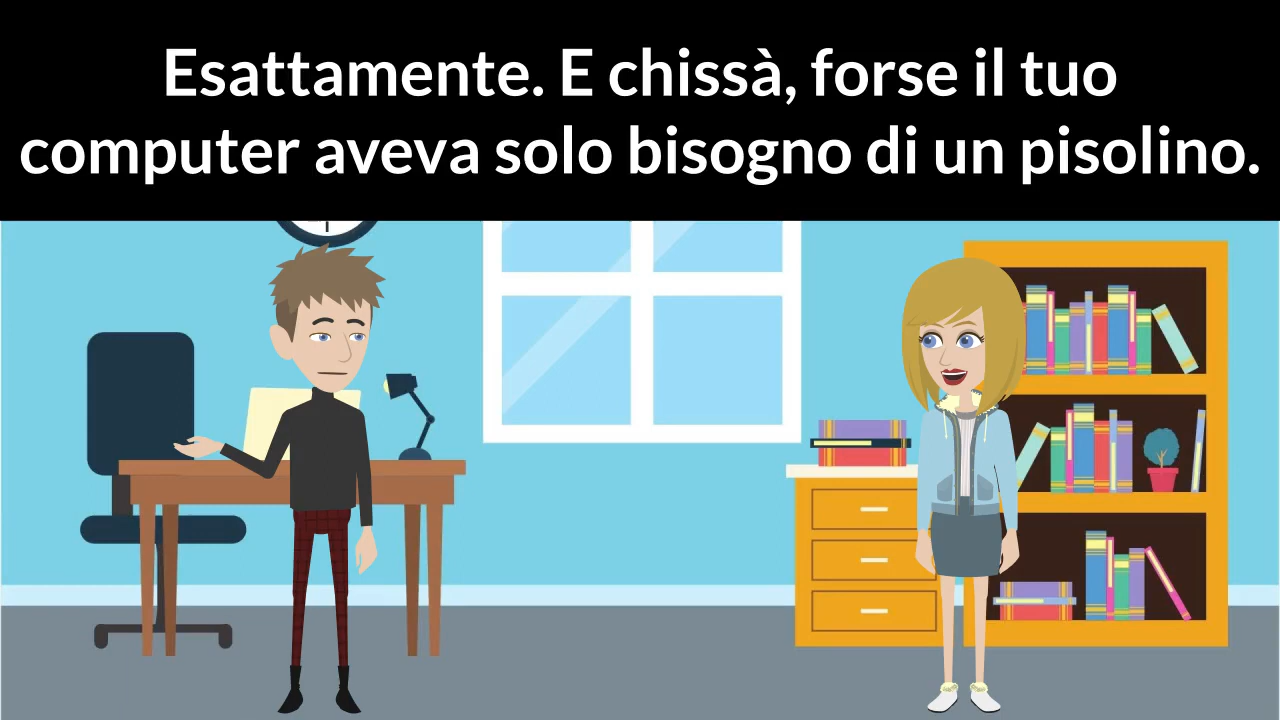 Esattamente. E chissà, forse il tuo
computer aveva solo bisogno di un pisolino.